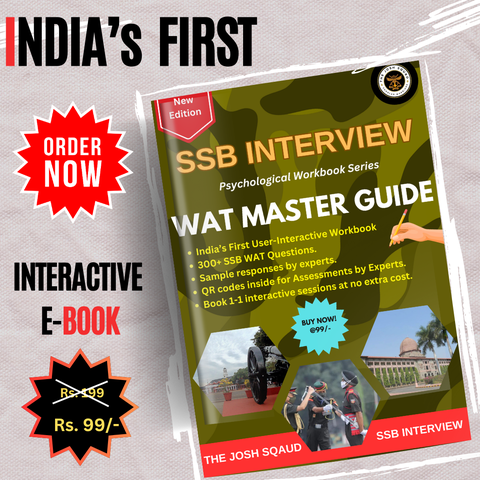 INDIA's FIRST
ORDER
NOW
INTERACTIVE
E-BOOK
Rs. 199
Rs. 99/-
New
Edition
SSB INTERVIEW
Psychological Workbook Series
WAT MASTER GUIDE
India's First User-Interactive Workbook
300+ SSB WAT Questions.
Sample responses by experts.
QR codes inside for Assessments by Experts.
Book 1-1 interactive sessions at no extra cost.
BUY NOW!
@99/-
THE JOSH SQAUD
SSB INTERVIEW